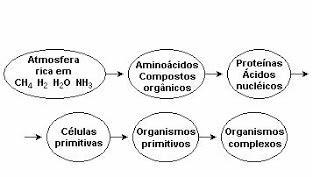 Atmosfera
rica em
CH₄ H₂ H₂O NH₃
Aminoácidos
Compostos
orgânicos
Proteínas
Ácidos
nucléicos
Células
primitivas
Organismos
primitivos
Organismos
complexos